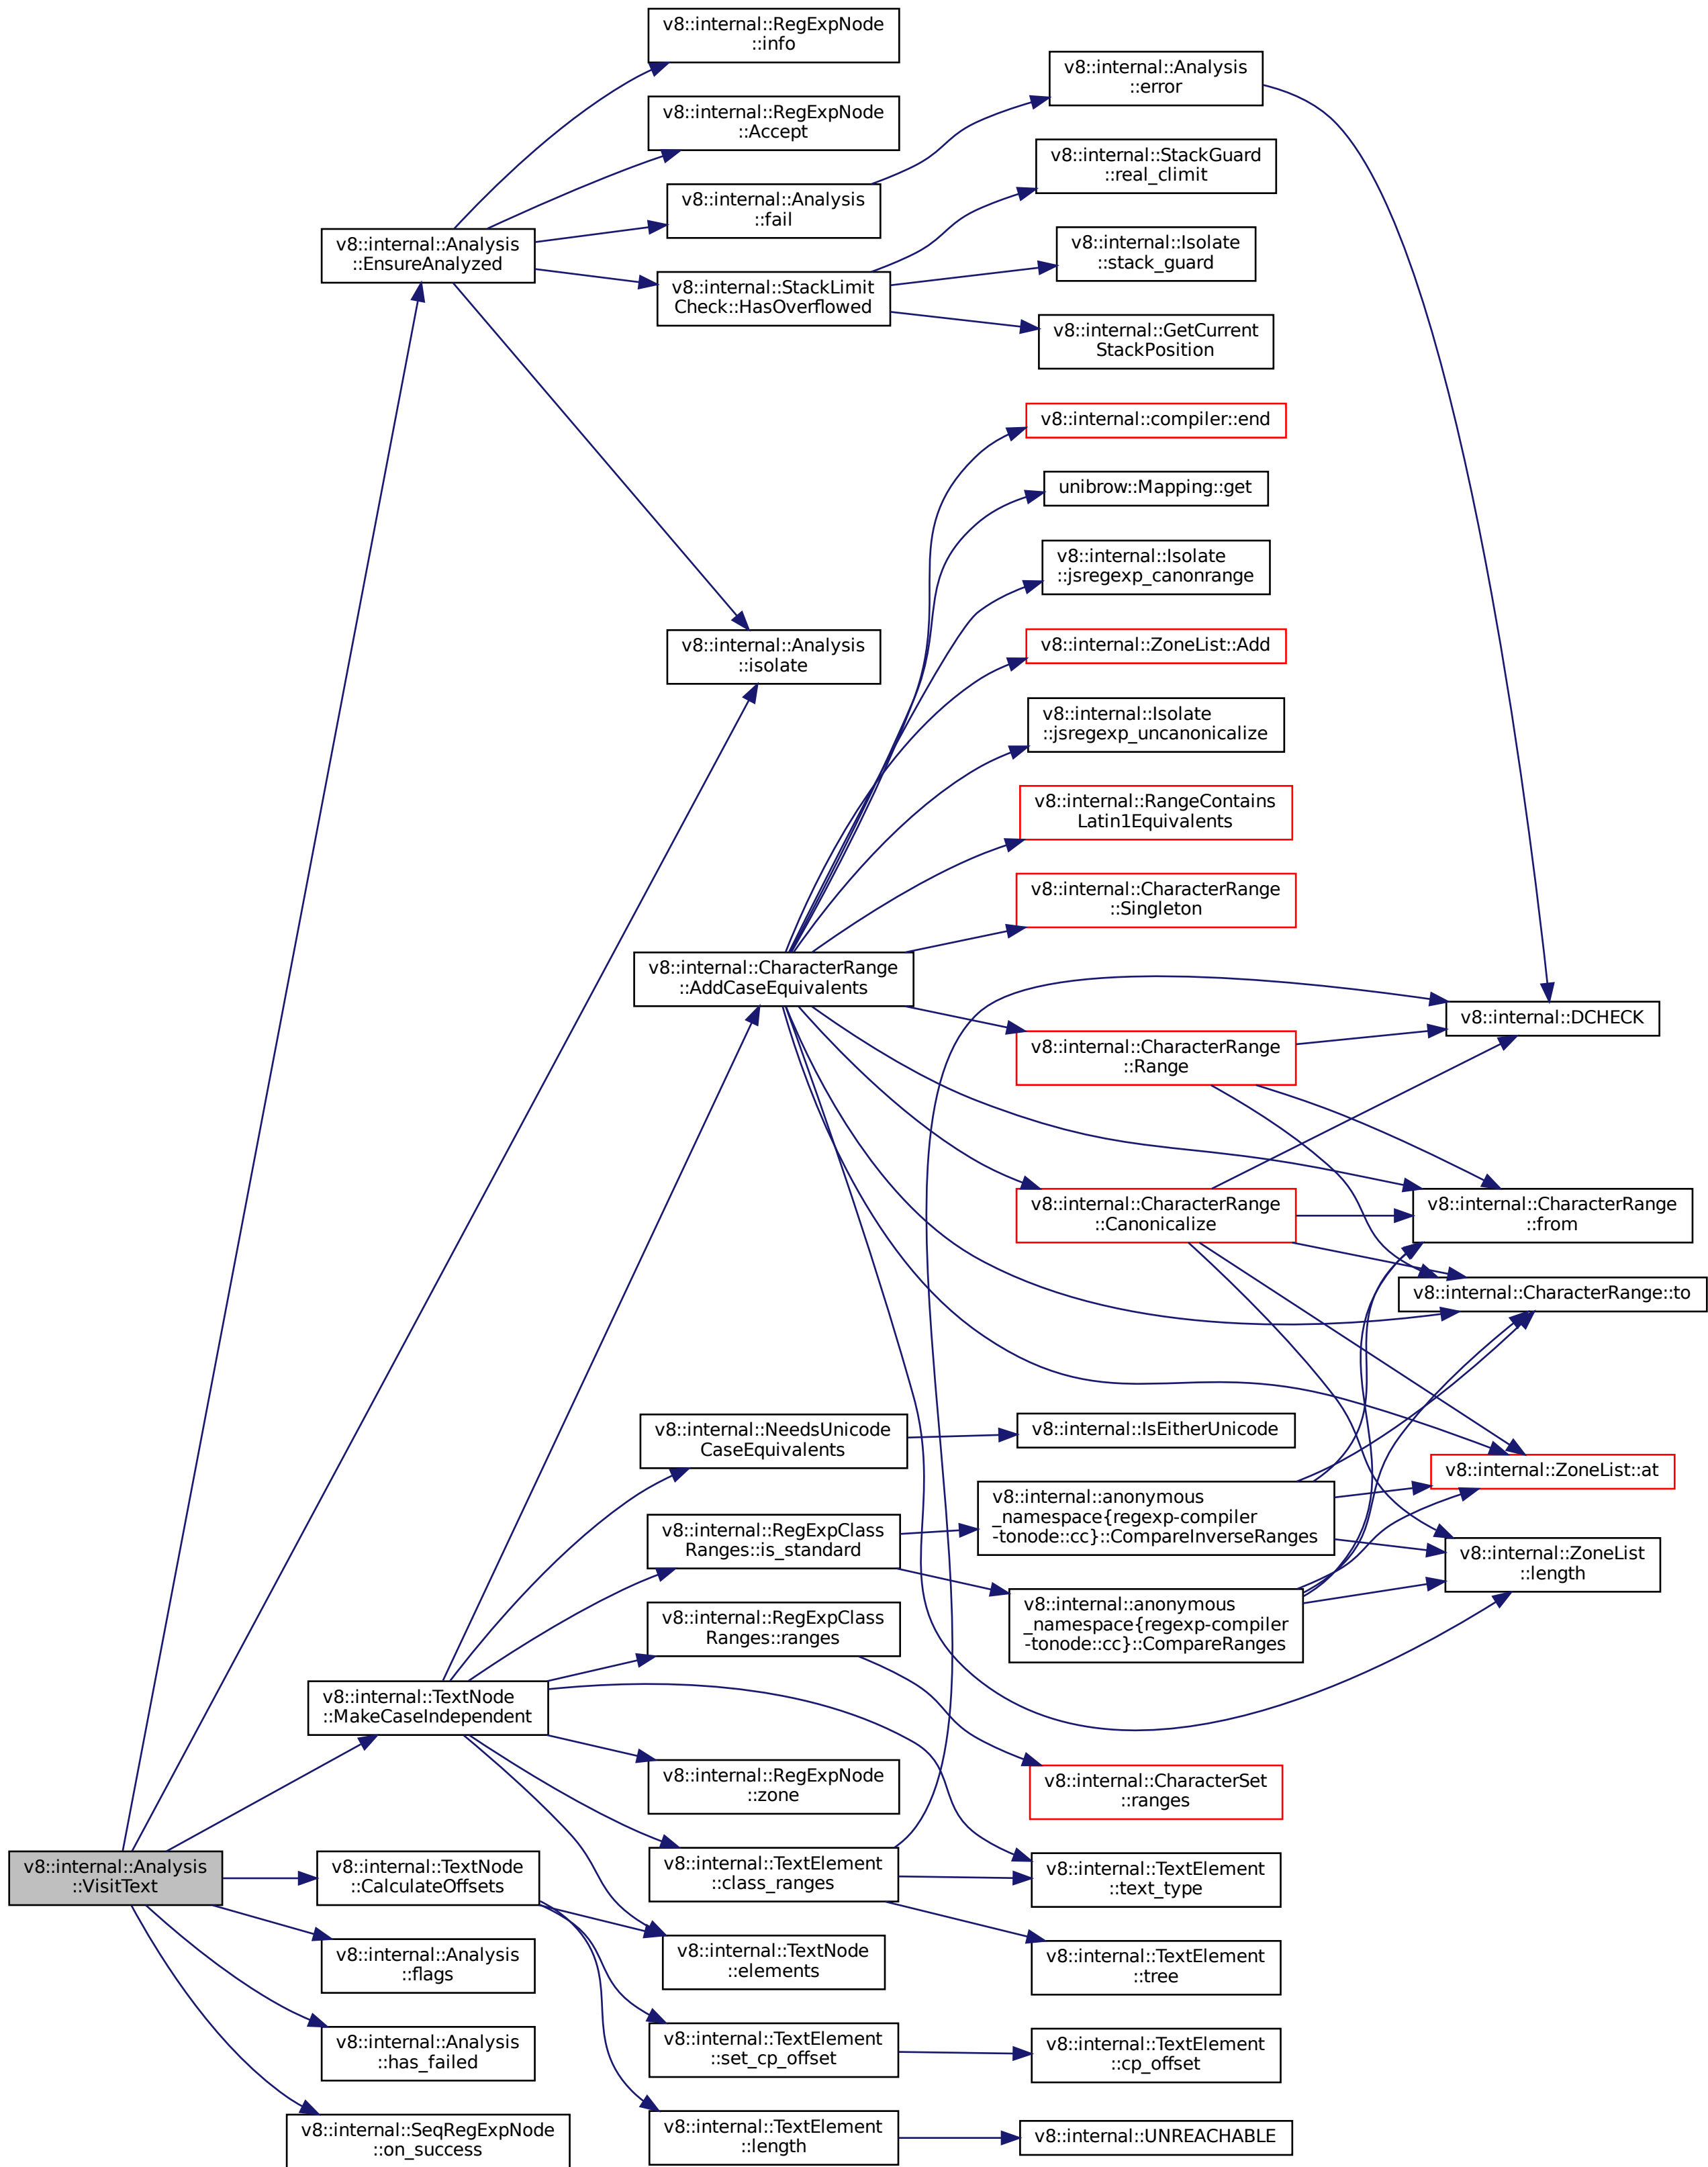 v8::internal::RegExpNode
::info
v8::internal::Analysis
::error
v8::internal::RegExpNode
::Accept
v8::internal::StackGuard
::real_climit
v8::internal::Analysis
::fail
v8::internal::Analysis
::EnsureAnalyzed
v8::internal::Isolate
::stack_guard
v8::internal::StackLimit
Check::HasOverflowed
v8::internal::GetCurrent
StackPosition
v8::internal::compiler::end
unibrow::Mapping::get
v8::internal::Isolate
::jsregexp_canonrange
v8::internal::Analysis
::isolate
v8::internal::ZoneList::Add
v8::internal::Isolate
::jsregexp_uncanonicalize
v8::internal::RangeContains
Latin1Equivalents
v8::internal::CharacterRange
::Singleton
v8::internal::CharacterRange
::AddCaseEquivalents
v8::internal::DCHECK
v8::internal::CharacterRange
::Range
v8::internal::CharacterRange
::Canonicalize
v8::internal::CharacterRange
::from
v8::internal::CharacterRange::to
v8::internal::NeedsUnicode
CaseEquivalents
v8::internal::IsEitherUnicode
v8::internal::ZoneList::at
v8::internal::anonymous
_namespace{regexp-compiler
-tonode::cc}::CompareInverseRanges
v8::internal::RegExpClass
Ranges::is_standard
v8::internal::ZoneList
::length
v8::internal::anonymous
_namespace{regexp-compiler
-tonode::cc}::CompareRanges
v8::internal::RegExpClass
Ranges::ranges
v8::internal::TextNode
::MakeCaseIndependent
v8::internal::RegExpNode
::zone
v8::internal::CharacterSet
::ranges
v8::internal::Analysis
::VisitText
v8::internal::TextNode
::CalculateOffsets
v8::internal::TextElement
::class_ranges
v8::internal::TextElement
::text_type
v8::internal::Analysis
::flags
v8::internal::TextNode
::elements
v8::internal::TextElement
::tree
v8::internal::Analysis
::has_failed
v8::internal::TextElement
::set_cp_offset
v8::internal::TextElement
::cp_offset
v8::internal::SeqRegExpNode
::on_success
v8::internal::TextElement
::length
v8::internal::UNREACHABLE